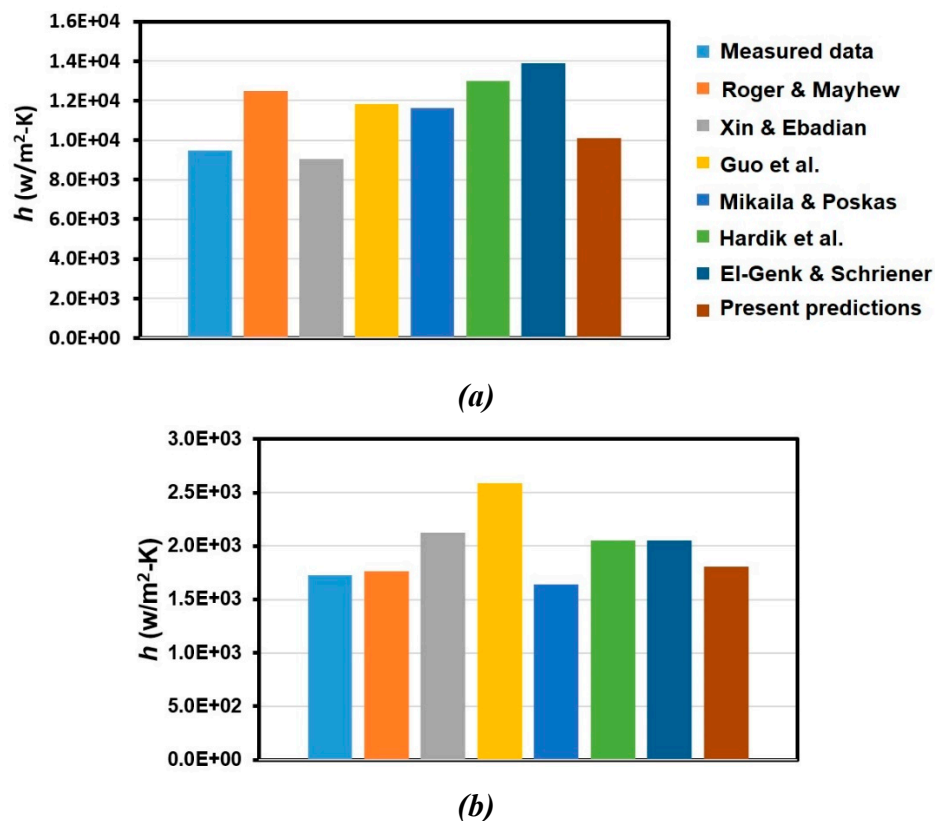 1.6E+04
1.4E+04
1.2E+04
1.0E+04
8.0E+03
6.0E+03
4.0E+03
2.0E+03
0.0E+00
h (w/m²-K)
Measured data
Roger & Mayhew
Xin & Ebadian
Guo et al.
Mikaila & Poskas
Hardik et al.
El-Genk & Schriener
Present predictions
(a)
3.0E+03
2.5E+03
2.0E+03
1.5E+03
1.0E+03
5.0E+02
0.0E+00
h (w/m²-K)
(b)